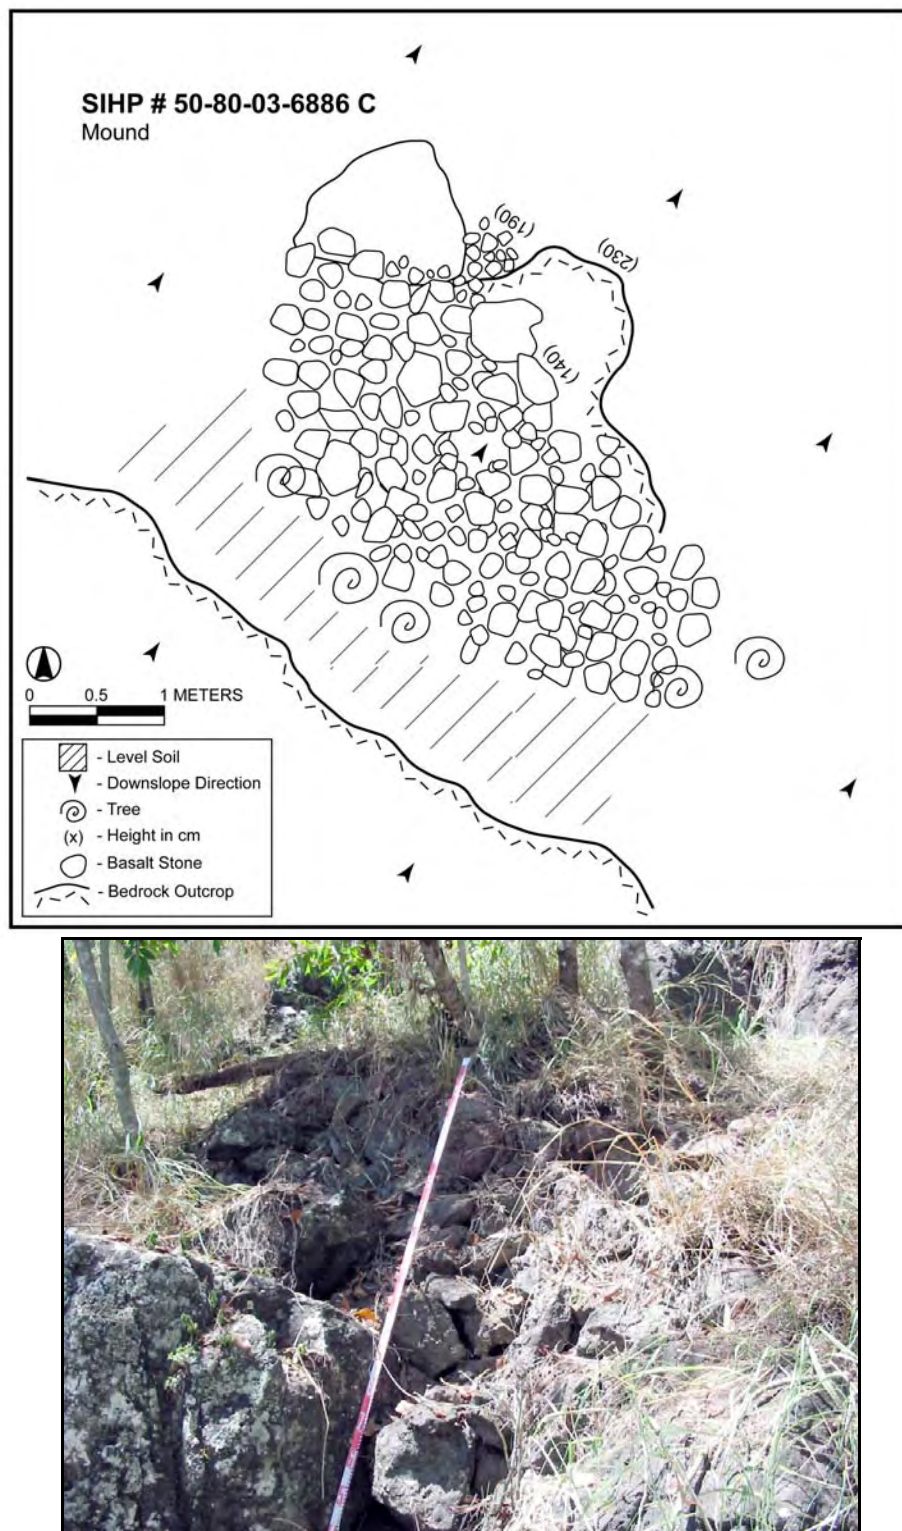 SIHP # 50-80-03-6886 C
Mound
(190)
(230)
(140)
0 0.5 1 METERS
- Level Soil
- Downslope Direction
- Tree
(x) - Height in cm
- Basalt Stone
- Bedrock Outcrop